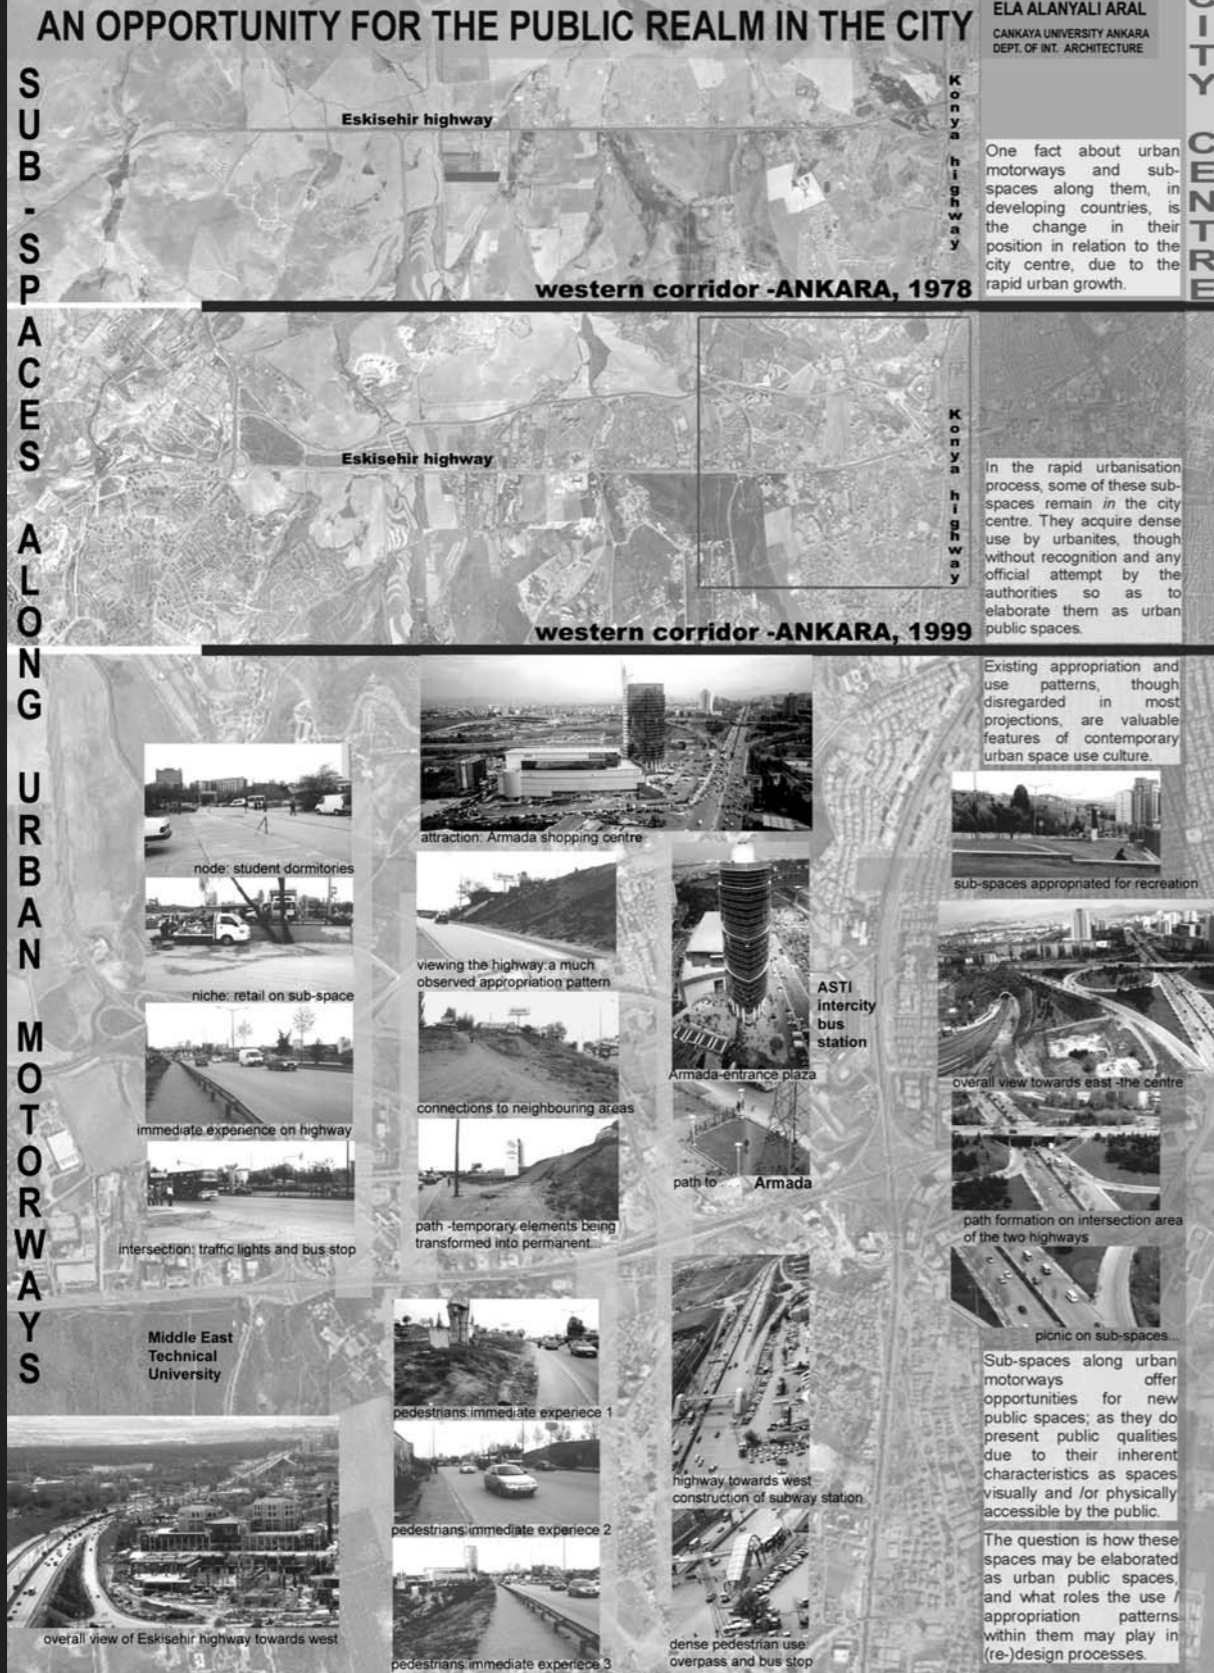 AN OPPORTUNITY FOR THE PUBLIC REALM IN THE CITY
ELA ALANYALI ARAL
CANKAYA UNIVERSITY ANKARA
DEPT. OF INT. ARCHITECTURE
SUB-SPACES ALONG URBAN MOTORWAYS
CITY CENTRE
Eskisehir highway
Konya highway
western corridor -ANKARA, 1978
One fact about urban
motorways and sub-
spaces along them, in
developing countries, is
the change in their
position in relation to the
city centre, due to the
rapid urban growth.
Eskisehir highway
Konya highway
western corridor -ANKARA, 1999
In the rapid urbanisation
process, some of these sub-
spaces remain in the city
centre. They acquire dense
use by urbanites, though
without recognition and any
official attempt by the
authorities so as to
elaborate them as urban
public spaces.
Existing appropriation and
use patterns, though
disregarded in most
projections, are valuable
features of contemporary
urban space use culture.
node: student dormitories
niche: retail on sub-space
immediate experience on highway
intersection: traffic lights and bus stop
Middle East
Technical
University
overall view of Eskisehir highway towards west
attraction: Armada shopping centre
viewing the highway:a much
observed appropriation pattern
connections to neighbouring areas
path -temporary elements being
transformed into permanent...
pedestrians:immediate experiece 1
pedestrians:immediate experiece 2
pedestrians:immediate experiece 3
Armada-entrance plaza
path to .... Armada
ASTI
intercity
bus
station
highway towards west
construction of subway station
dense pedestrian use:
overpass and bus stop
sub-spaces appropriated for recreation
overall view towards east -the centre
path formation on intersection area
of the two highways
picnic on sub-spaces...
Sub-spaces along urban
motorways offer
opportunities for new
public spaces; as they do
present public qualities
due to their inherent
characteristics as spaces
visually and /or physically
accessible by the public.
The question is how these
spaces may be elaborated
as urban public spaces,
and what roles the use /
appropriation patterns
within them may play in
(re-)design processes.